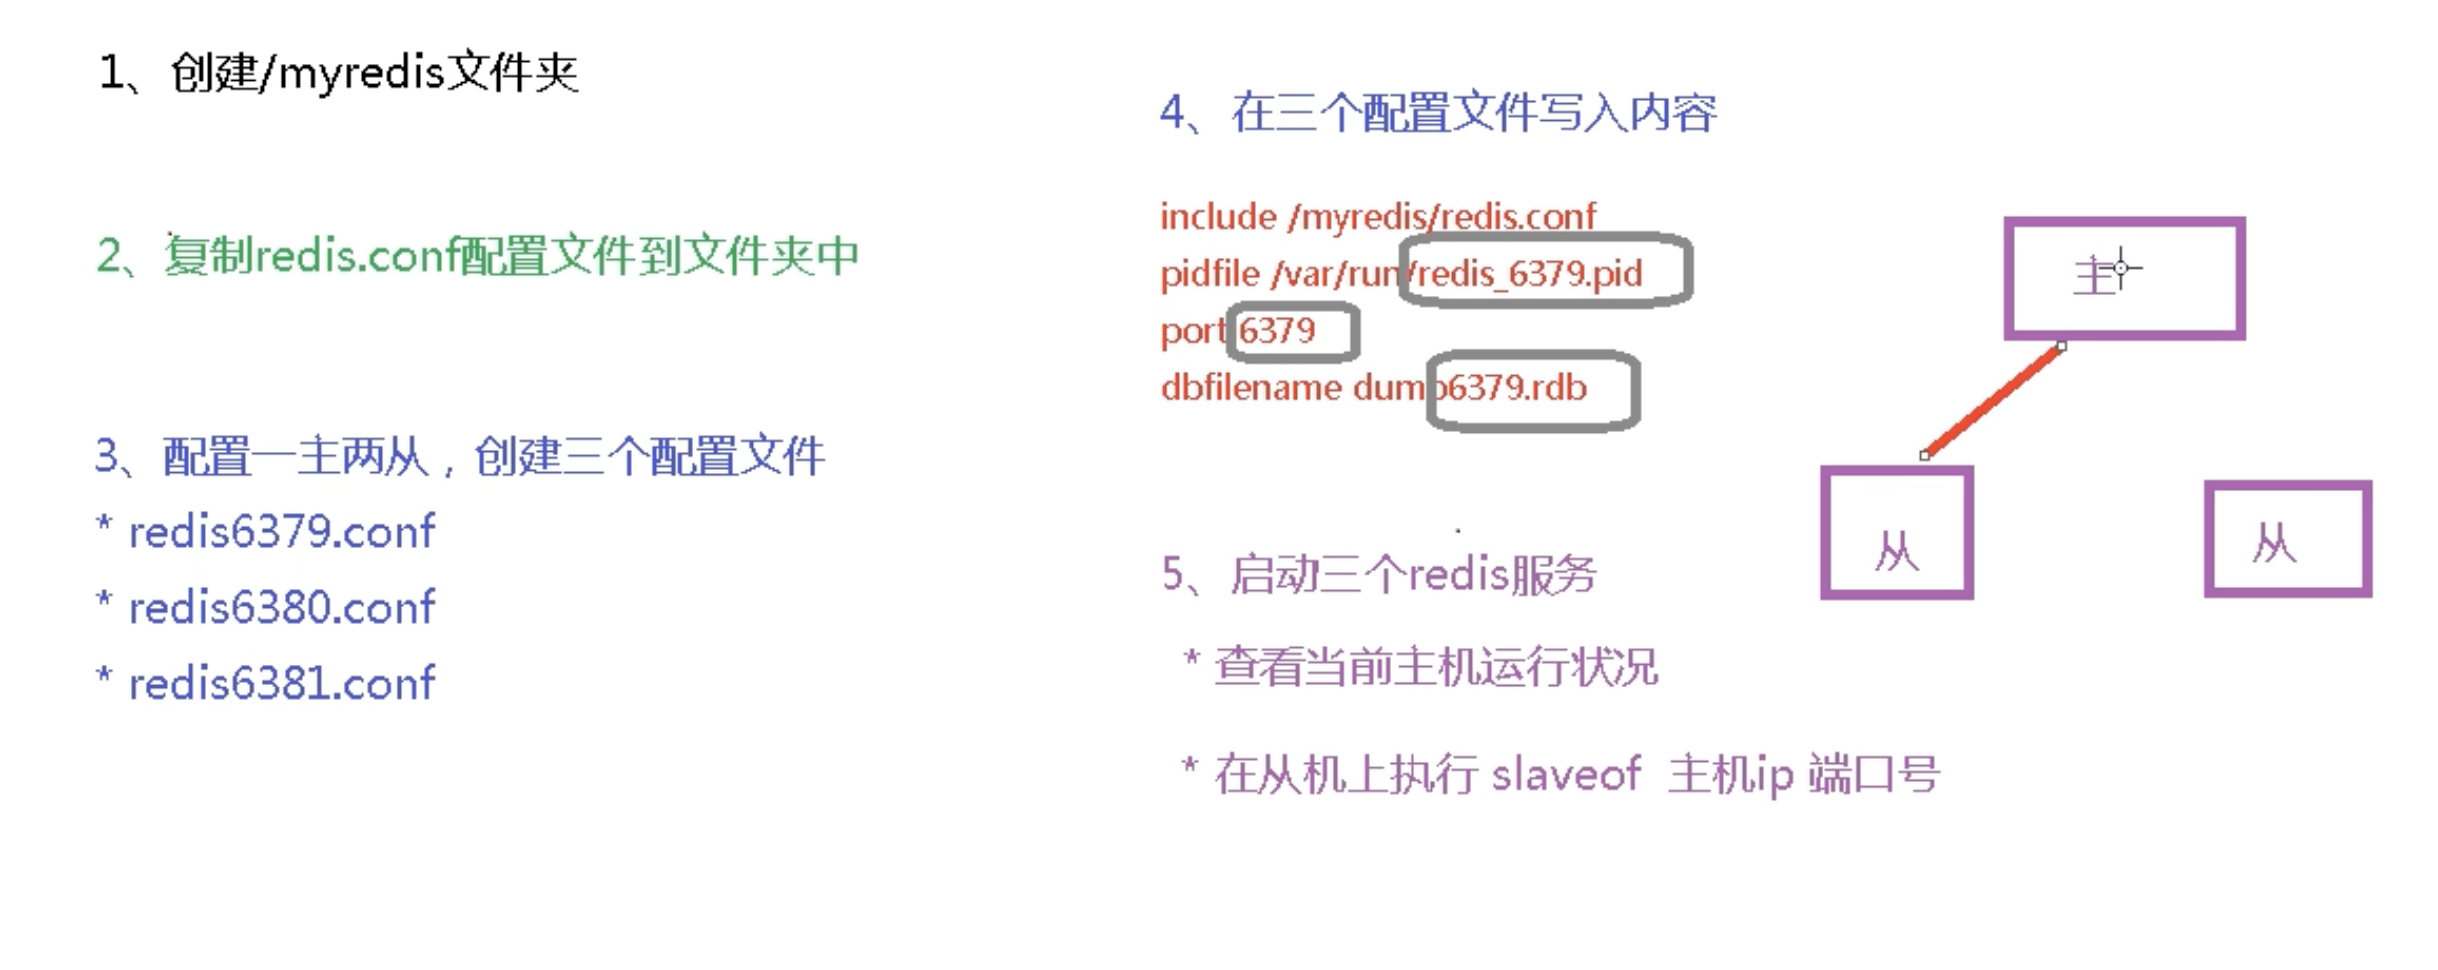 1、创建/myredis文件夹
2、复制redis.conf配置文件到文件夹中
3、配置一主两从，创建三个配置文件
* redis6379.conf
* redis6380.conf
* redis6381.conf
4、在三个配置文件写入内容
include /myredis/redis.conf
pidfile /var/run/redis_6379.pid
port 6379
dbfilename dump6379.rdb
5、启动三个redis服务
* 查看当前主机运行状况
* 在从机上执行 slaveof 主机ip 端口号
主
从
从